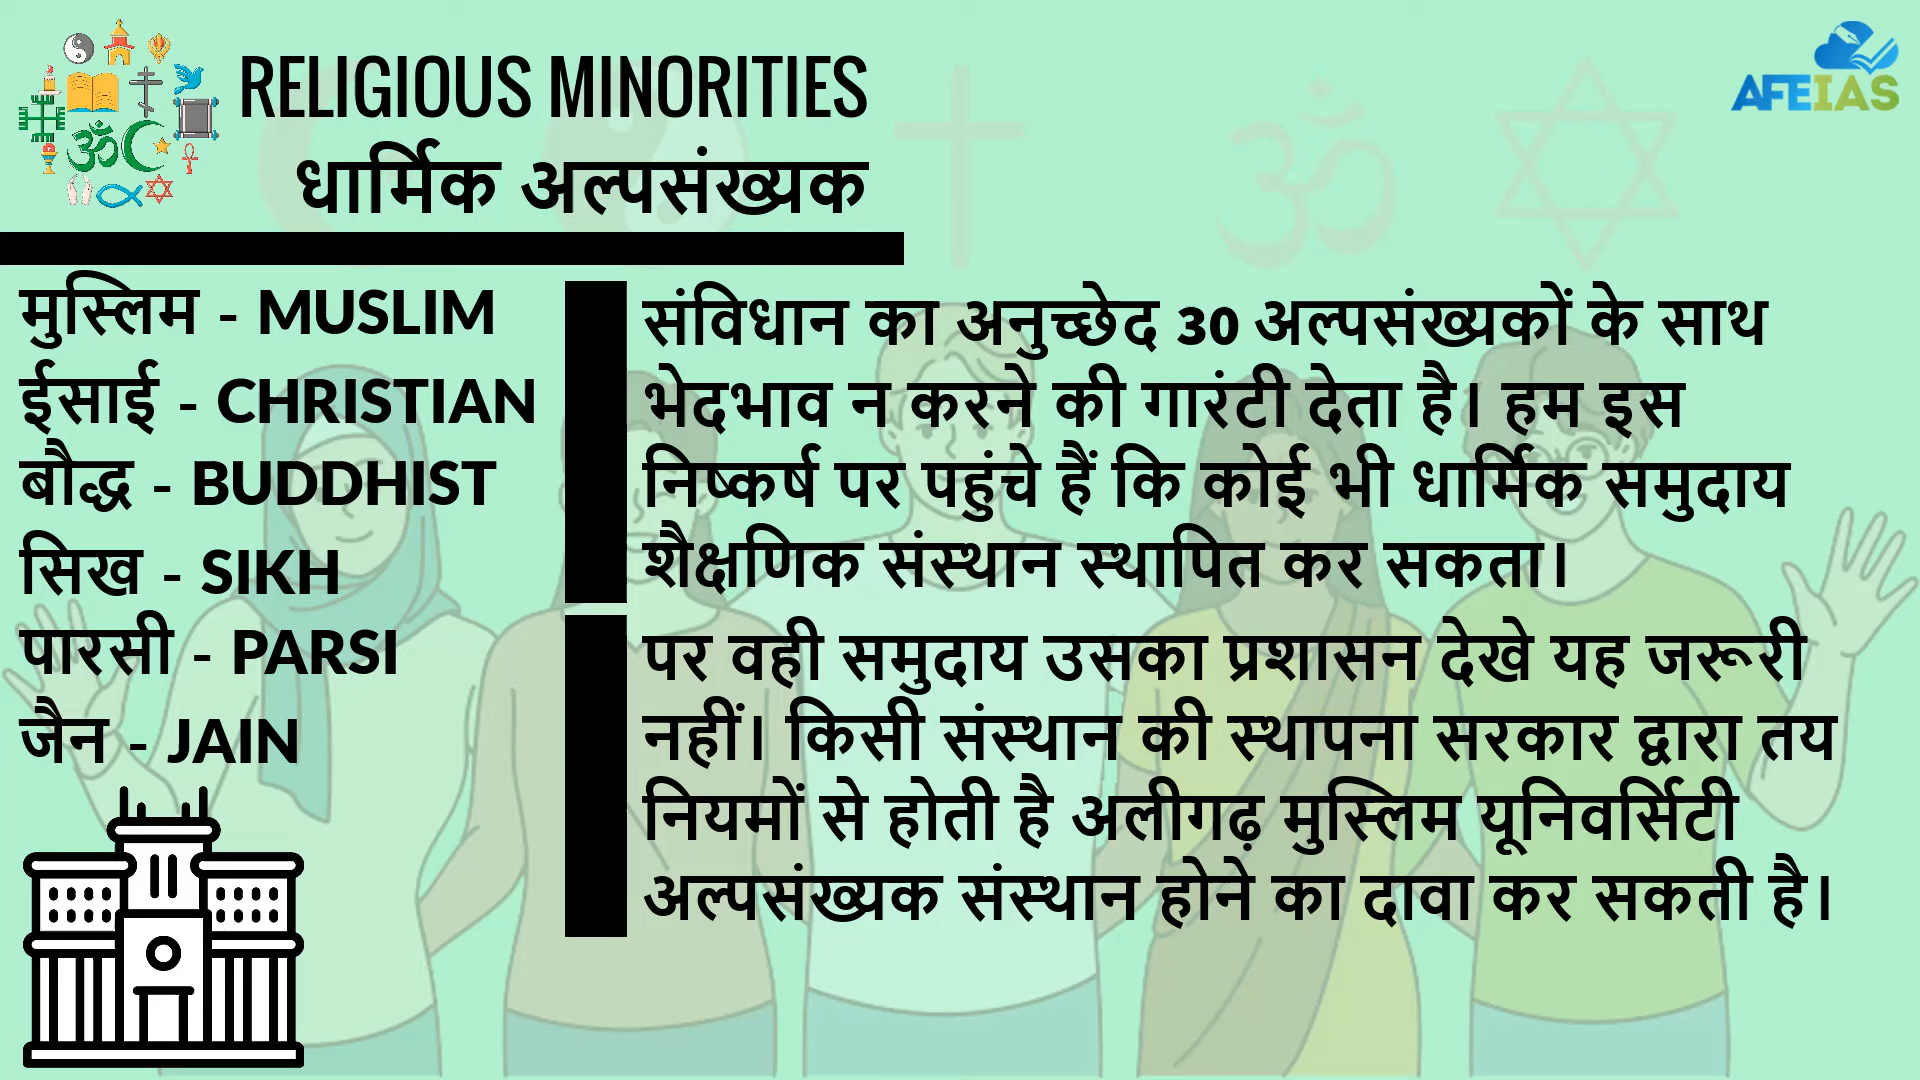 RELIGIOUS MINORITIES
धार्मिक अल्पसंख्यक
AFEIAS
मुस्लिम - MUSLIM
ईसाई - CHRISTIAN
बौद्ध - BUDDHIST
सिख - SIKH
पारसी - PARSI
जैन - JAIN
संविधान का अनुच्छेद 30 अल्पसंख्यकों के साथ
भेदभाव न करने की गारंटी देता है। हम इस
निष्कर्ष पर पहुंचे हैं कि कोई भी धार्मिक समुदाय
शैक्षणिक संस्थान स्थापित कर सकता।
पर वही समुदाय उसका प्रशासन देखे यह जरूरी
नहीं। किसी संस्थान की स्थापना सरकार द्वारा तय
नियमों से होती है अलीगढ़ मुस्लिम यूनिवर्सिटी
अल्पसंख्यक संस्थान होने का दावा कर सकती है।